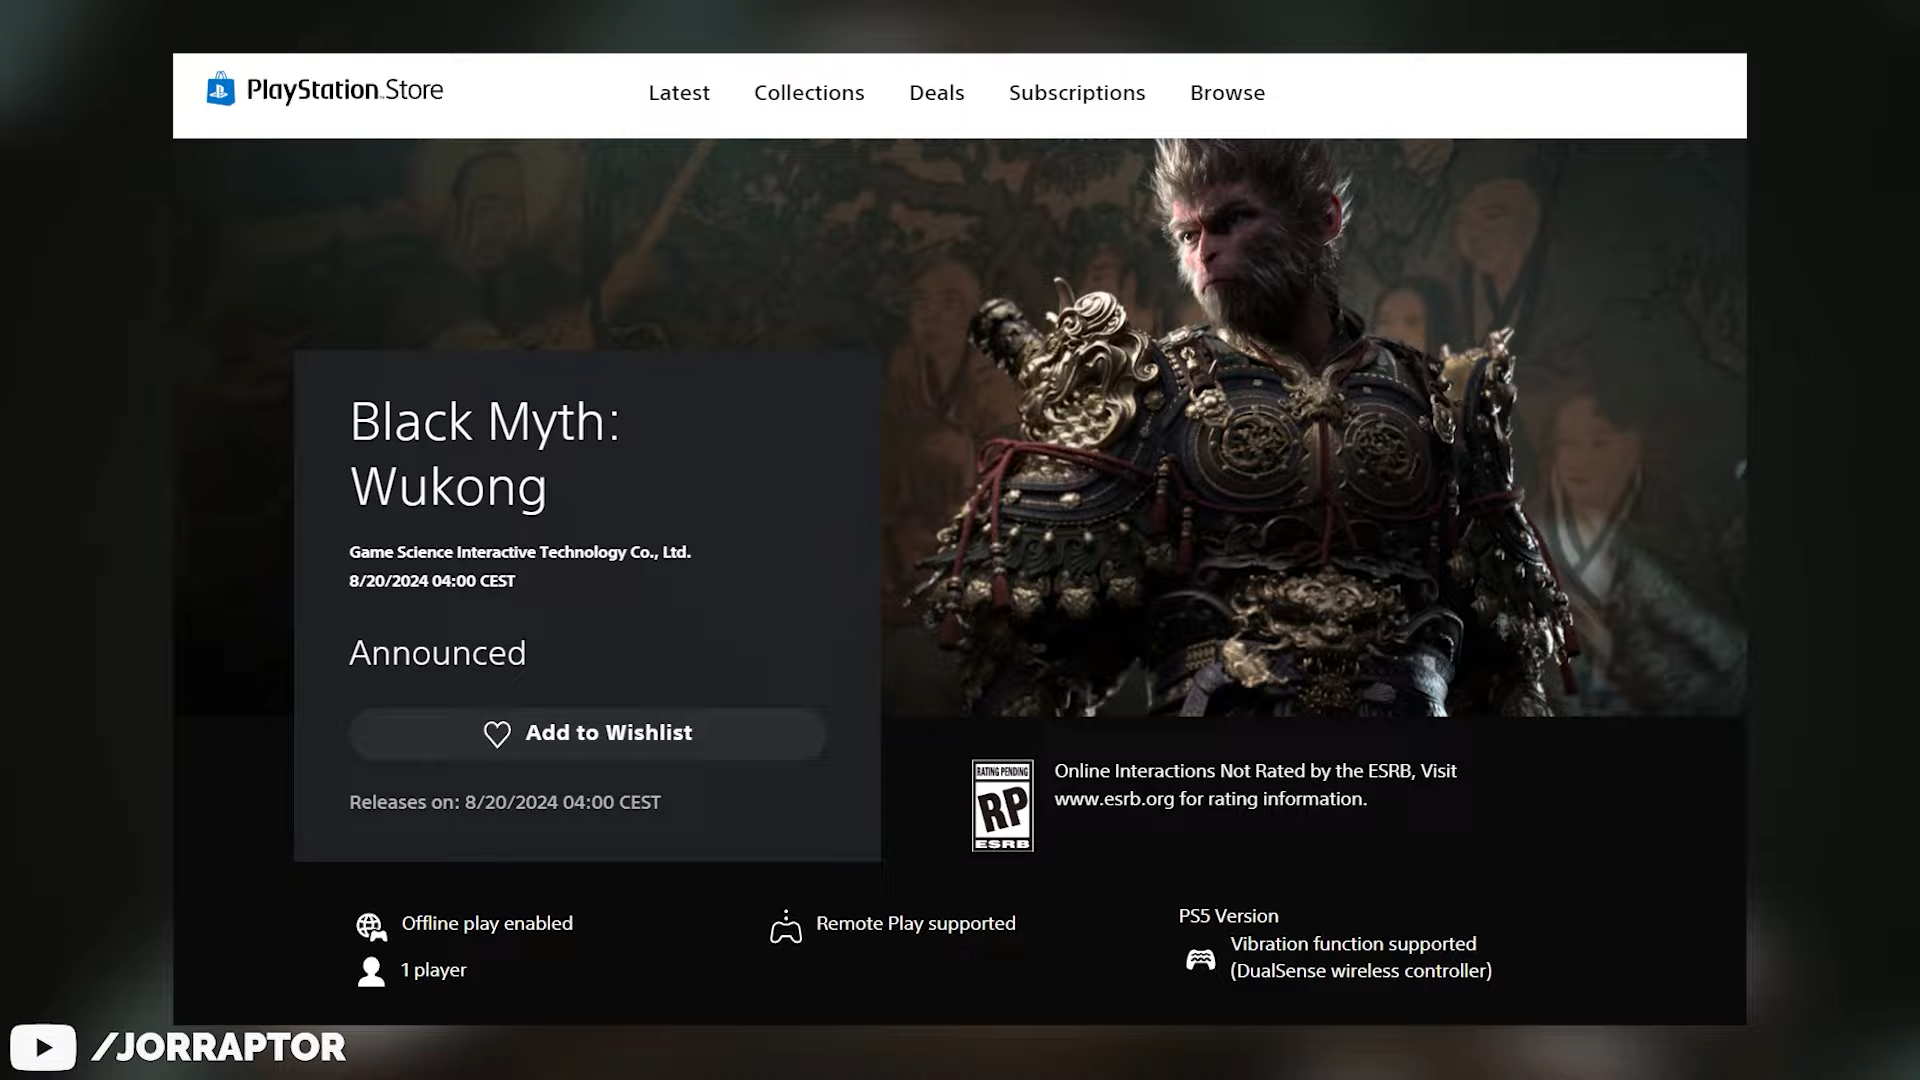 PlayStation Store
Latest
Collections
Deals
Subscriptions
Browse
Black Myth:
Wukong
Game Science Interactive Technology Co., Ltd.
8/20/2024 04:00 CEST
Announced
Add to Wishlist
Releases on: 8/20/2024 04:00 CEST
RATING PENDING
RP
ESRB
Online Interactions Not Rated by the ESRB, Visit
www.esrb.org for rating information.
Offline play enabled
1 player
Remote Play supported
PS5 Version
Vibration function supported
(DualSense wireless controller)
/JORRAPTOR